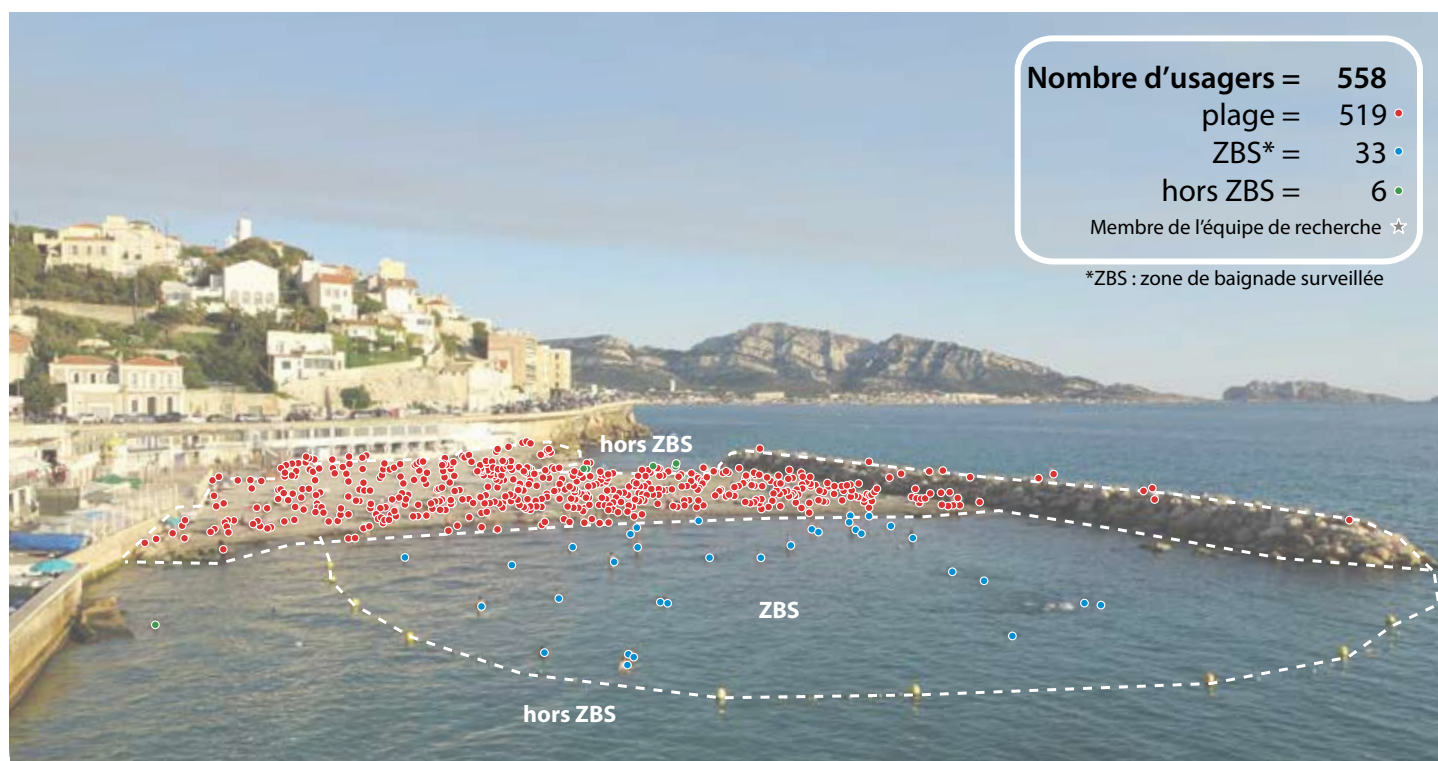 Nombre d'usagers = 558
plage = 519
ZBS* = 33
hors ZBS = 6
Membre de l'équipe de recherche
*ZBS : zone de baignade surveillée
hors ZBS
ZBS
hors ZBS